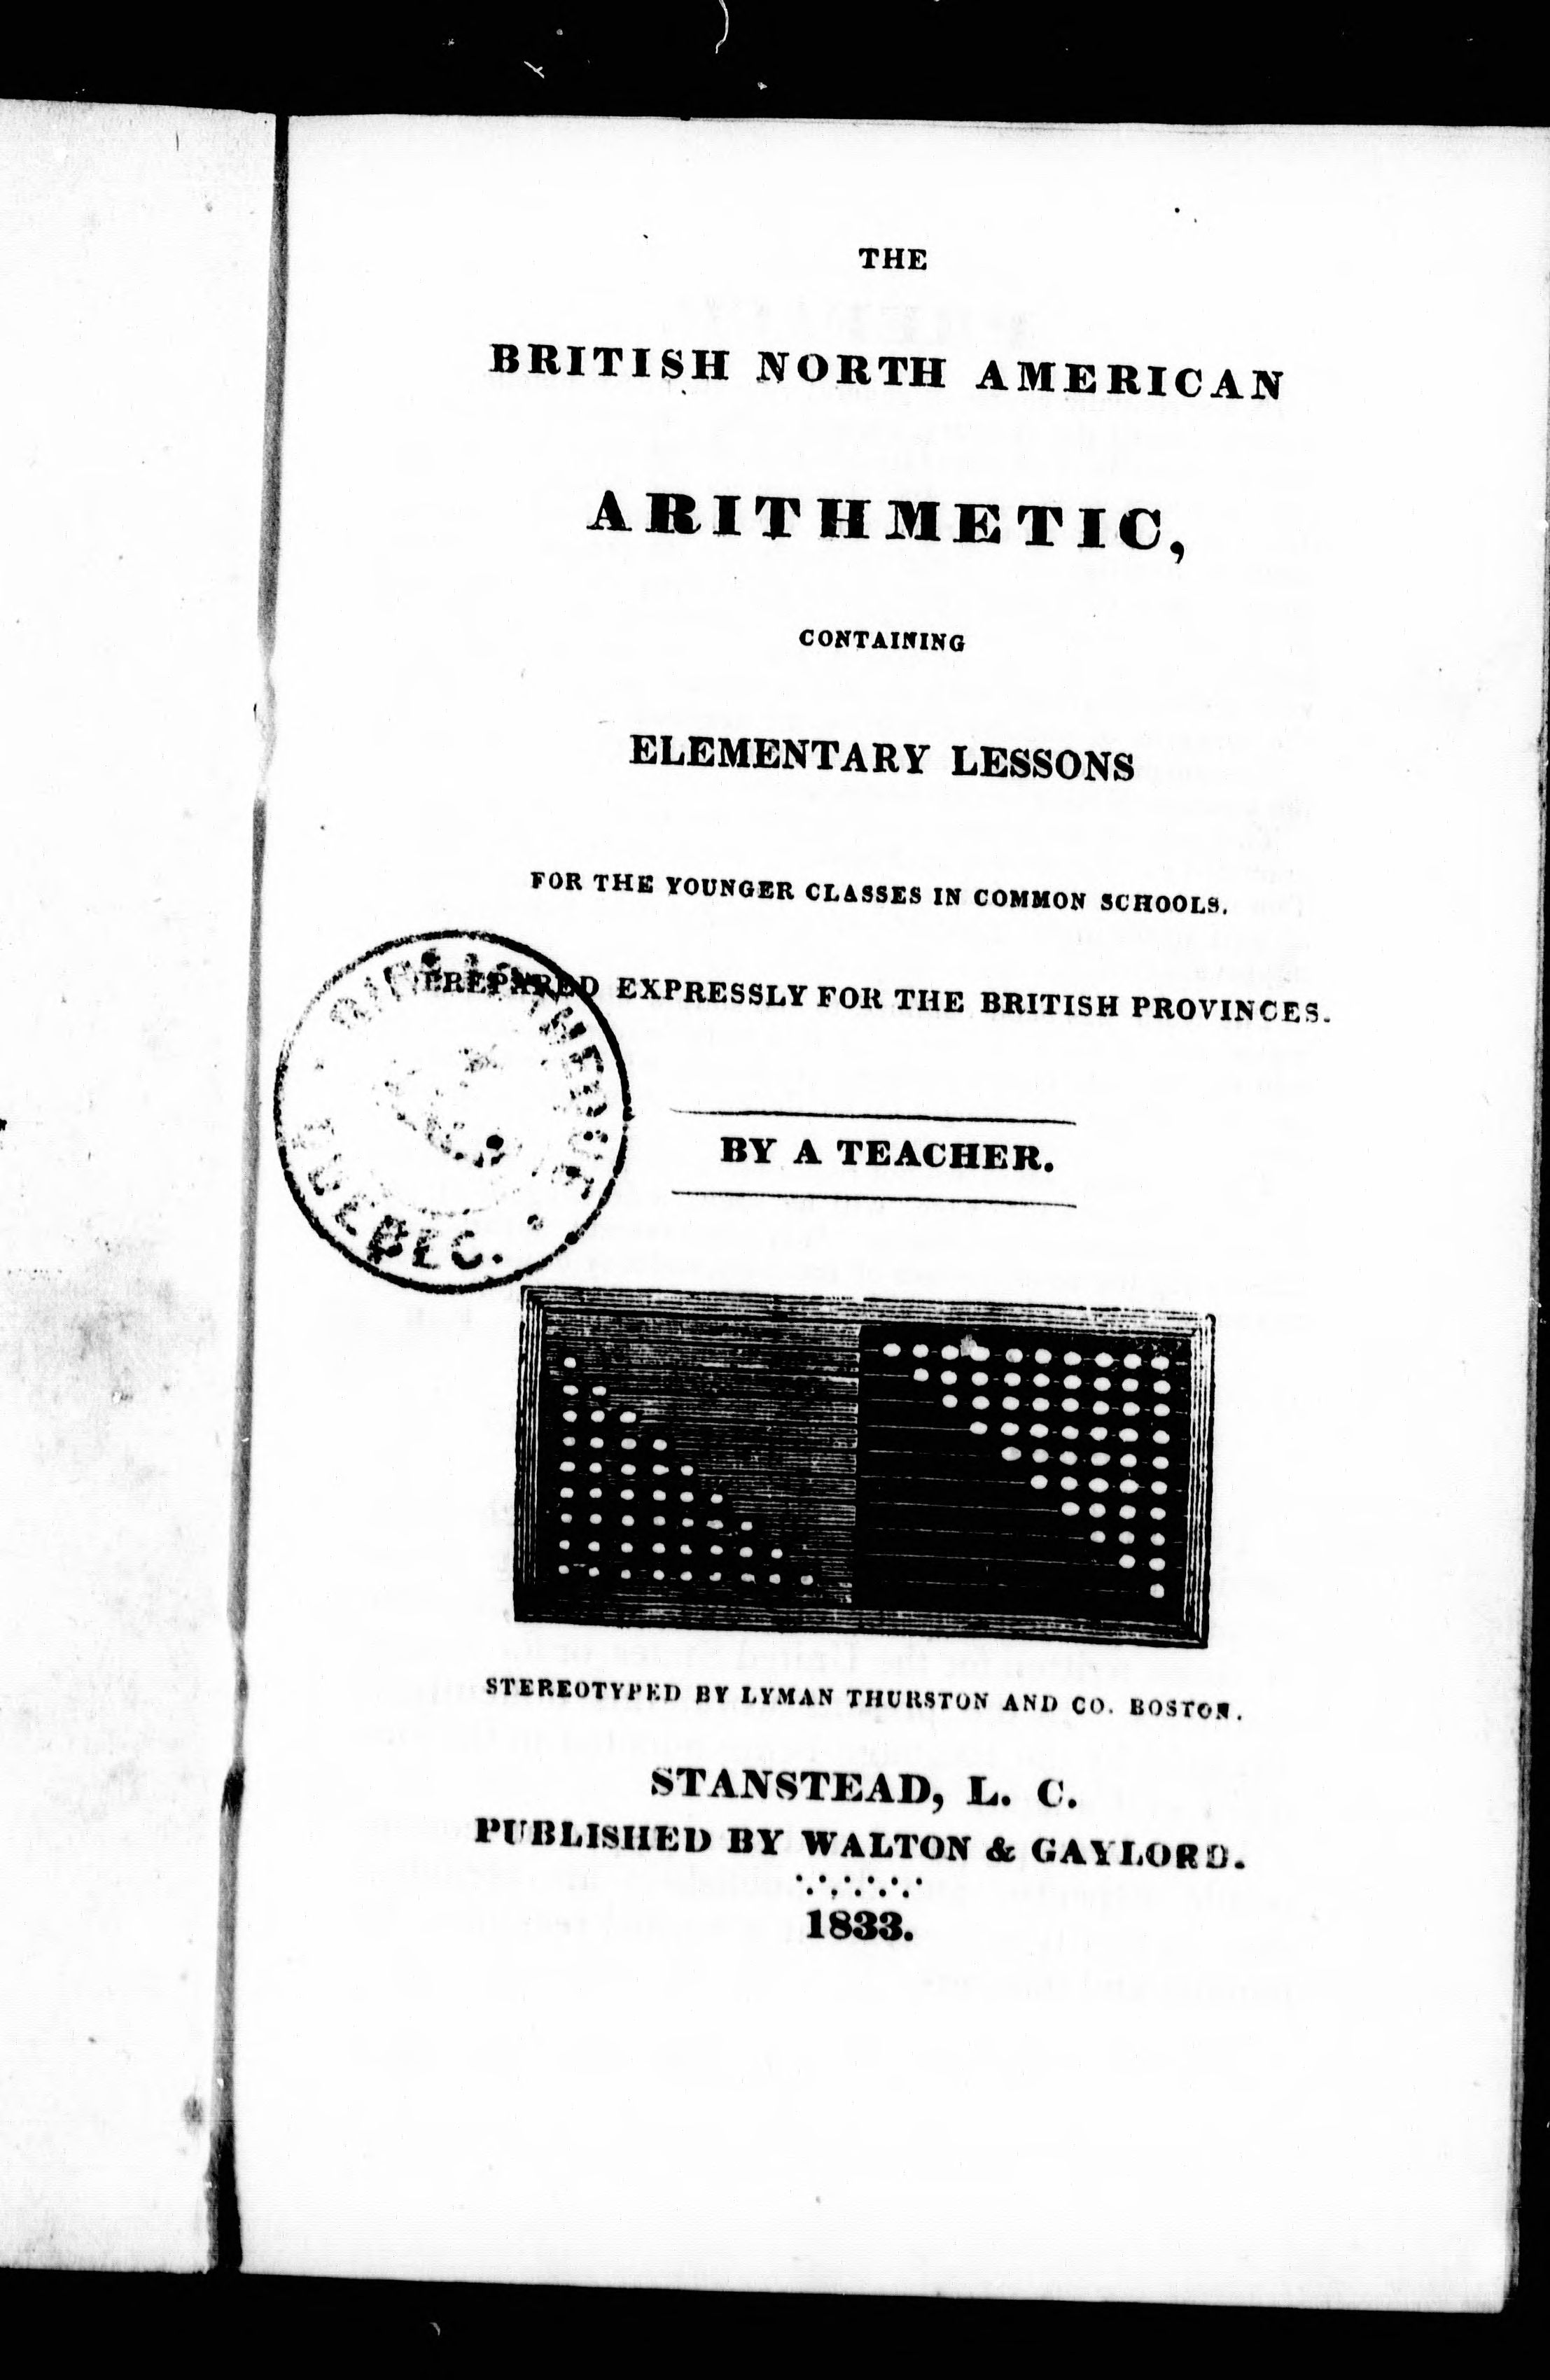 THE
BRITISH NORTH AMERICAN
ARITHMETIC,
CONTAINING
ELEMENTARY LESSONS
FOR THE YOUNGER CLASSES IN COMMON SCHOOLS.
PREPARED EXPRESSLY FOR THE BRITISH PROVINCES.
BY A TEACHER.
QUEBEC.
STEREOTYPED BY LYMAN THURSTON AND CO. BOSTON.
STANSTEAD, L. C.
PUBLISHED BY WALTON & GAYLORD.
1833.